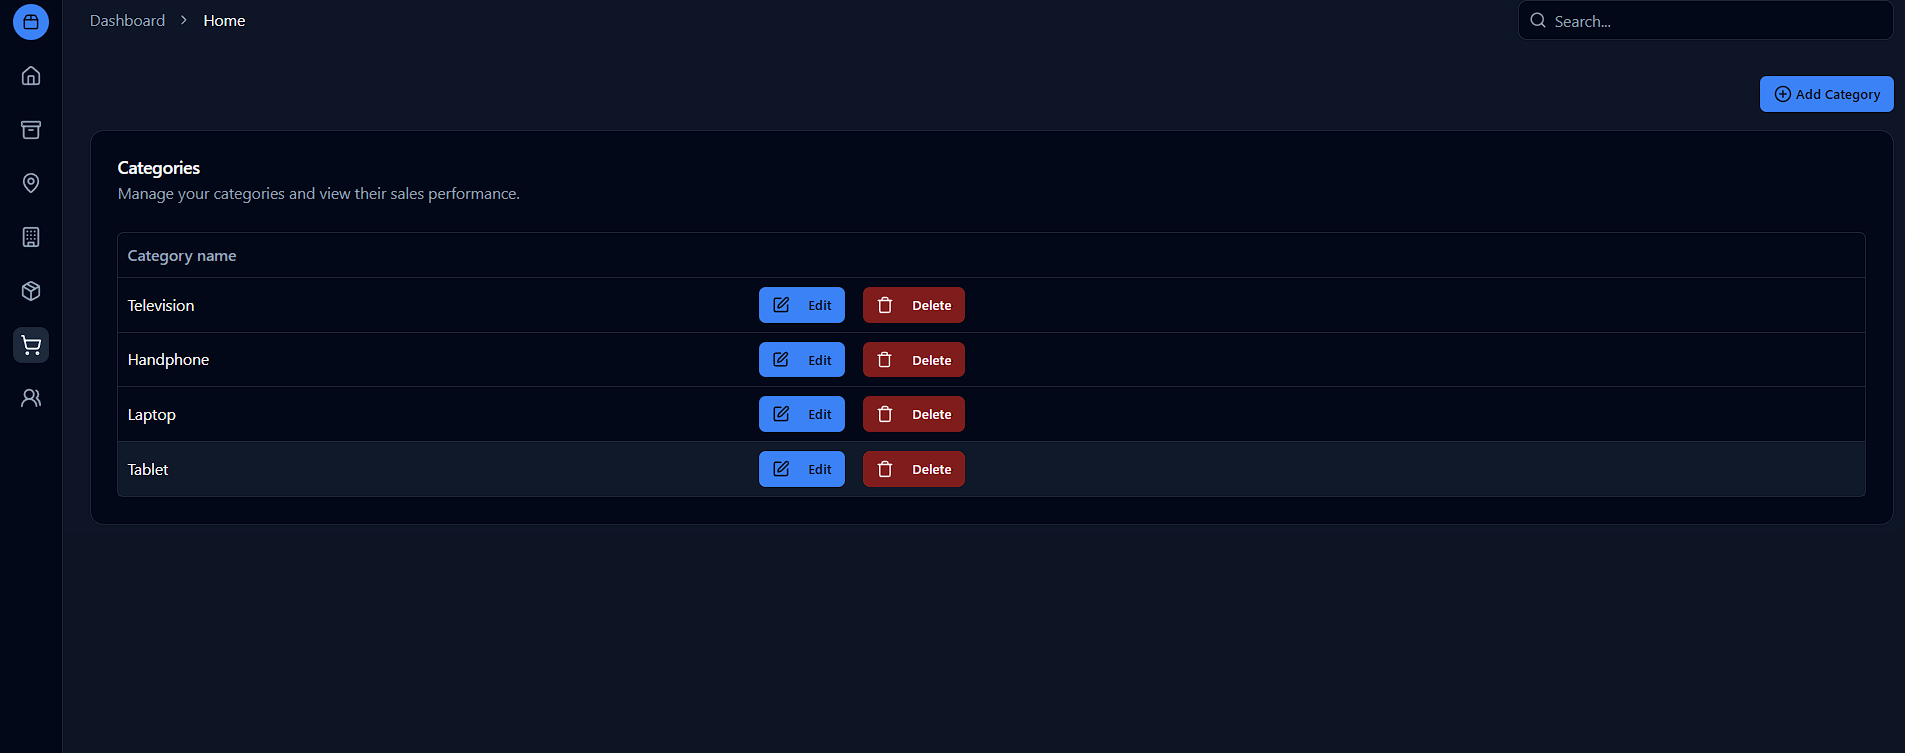 Dashboard > Home
Search...
Add Category
Categories
Manage your categories and view their sales performance.
Category name
Television Edit Delete
Handphone Edit Delete
Laptop Edit Delete
Tablet Edit Delete